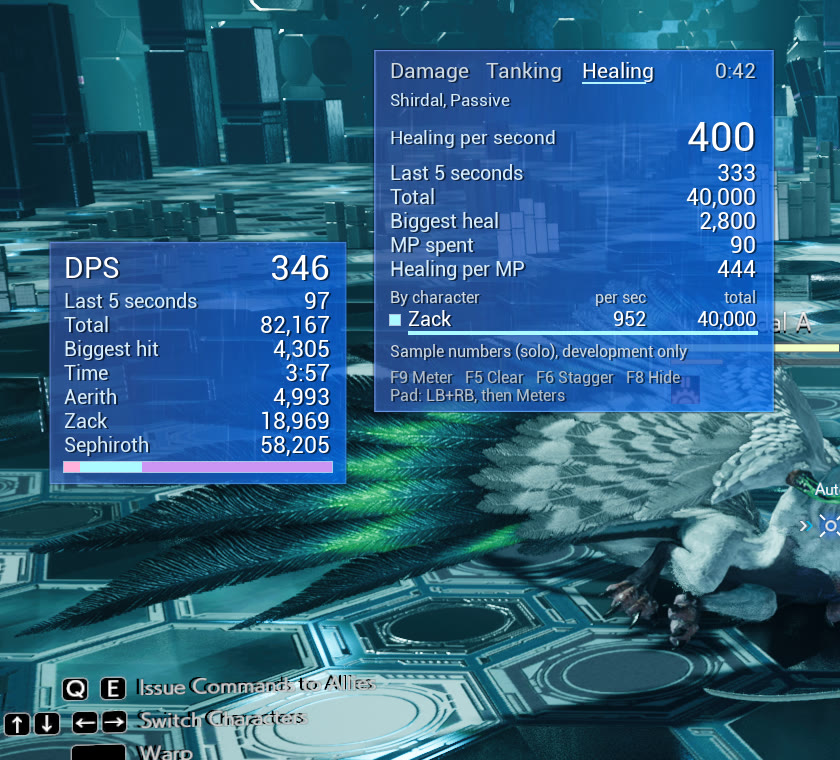 Damage Tanking Healing 0:42
Shirdal, Passive
Healing per second 400
Last 5 seconds 333
Total 40,000
Biggest heal 2,800
MP spent 90
Healing per MP 444
By character per sec total
Zack 952 40,000
Sample numbers (solo), development only
F9 Meter F5 Clear F6 Stagger F8 Hide
Pad: LB+RB, then Meters
DPS 346
Last 5 seconds 97
Total 82,167
Biggest hit 4,305
Time 3:57
Aerith 4,993
Zack 18,969
Sephiroth 58,205
al A
Aut
Q E Issue Commands to Allies
↑ ↓ ← → Switch Characters
Warp